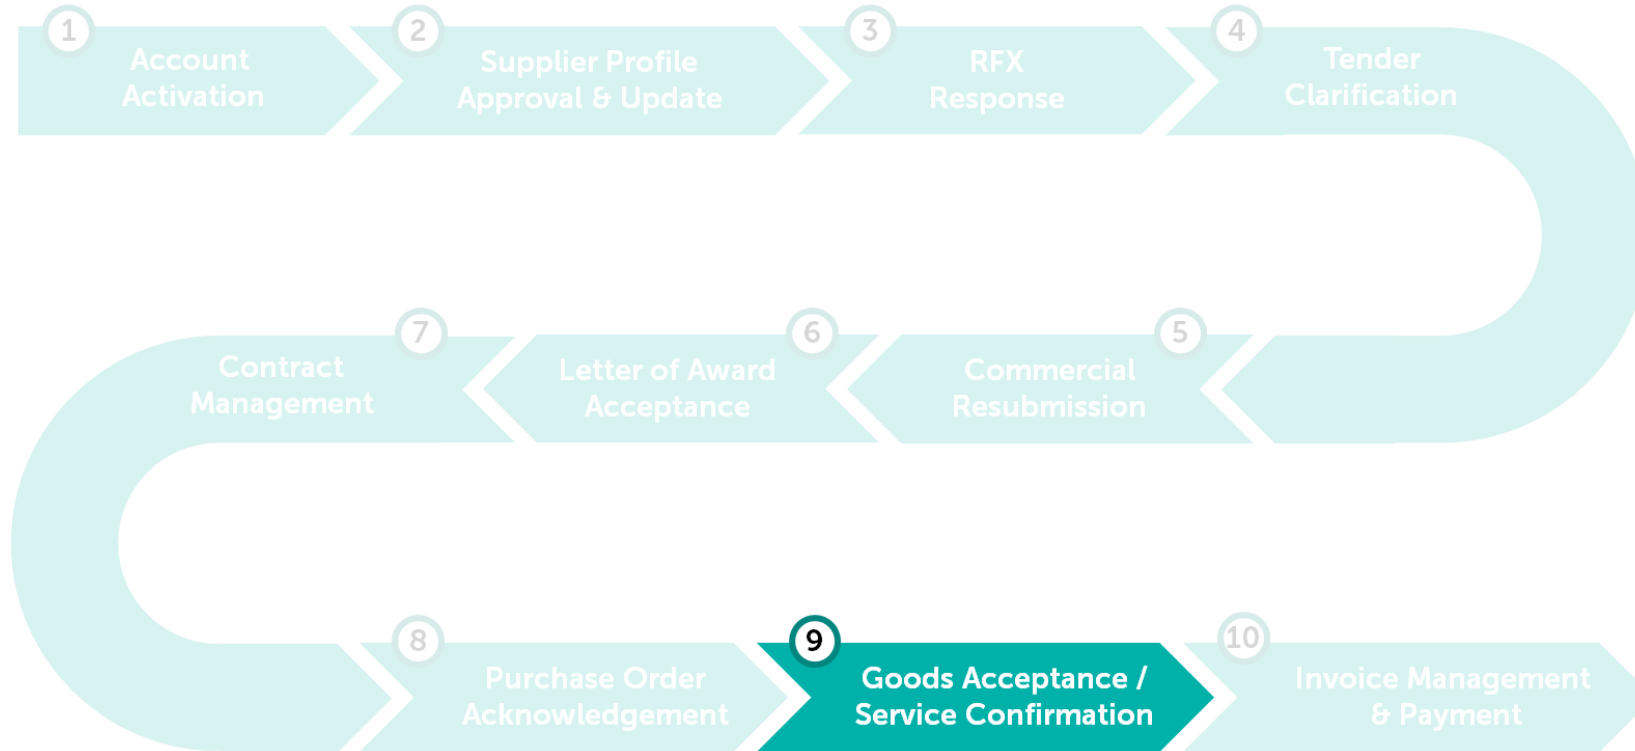 1
Account
Activation
2
Supplier Profile
Approval & Update
3
RFX
Response
4
Tender
Clarification
5
Commercial
Resubmission
6
Letter of Award
Acceptance
7
Contract
Management
8
Purchase Order
Acknowledgement
9
Goods Acceptance /
Service Confirmation
10
Invoice Management
& Payment